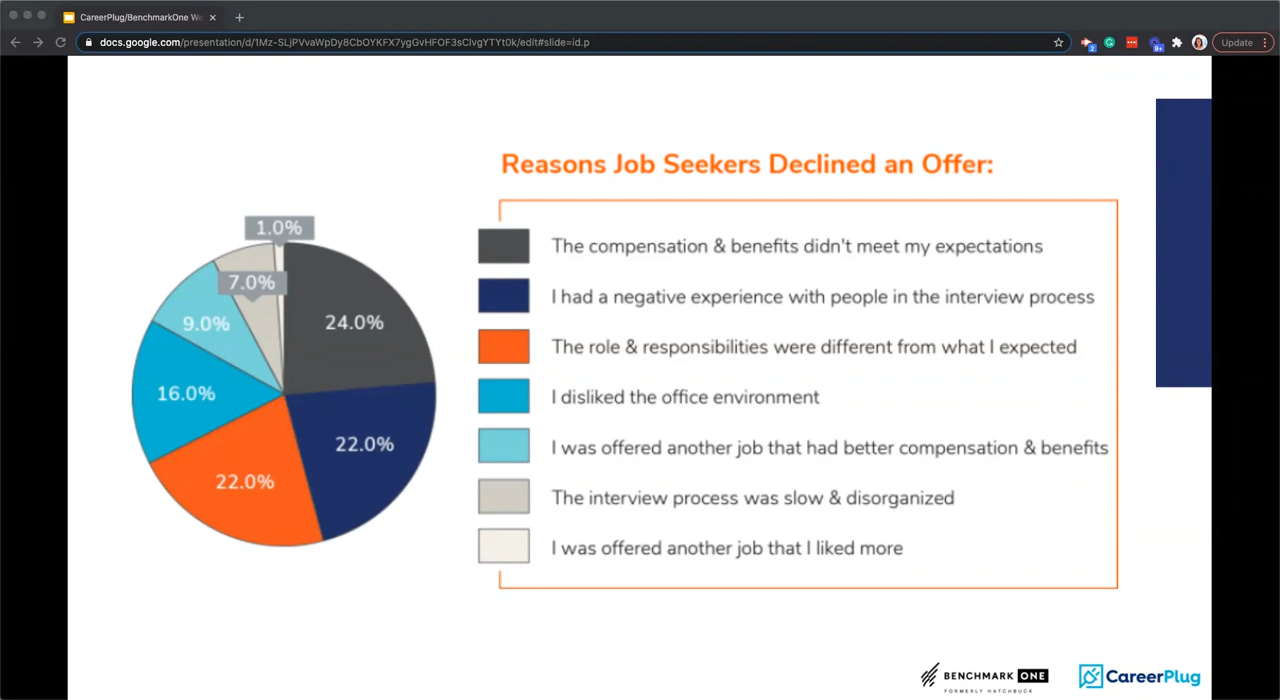 CareerPlug/BenchmarkOne We
docs.google.com/presentation/d/1Mz-SLjPVvaWpDy8CbOYKFX7ygGvHFOF3sClvgYTYt0k/edit#slide=id.p
2
9+
Update
Reasons Job Seekers Declined an Offer:
1.0%
7.0%
9.0%
24.0%
16.0%
22.0%
22.0%
The compensation & benefits didn't meet my expectations
I had a negative experience with people in the interview process
The role & responsibilities were different from what I expected
I disliked the office environment
I was offered another job that had better compensation & benefits
The interview process was slow & disorganized
I was offered another job that I liked more
BENCHMARK ONE
FORMERLY HATCHBUCK
CareerPlug